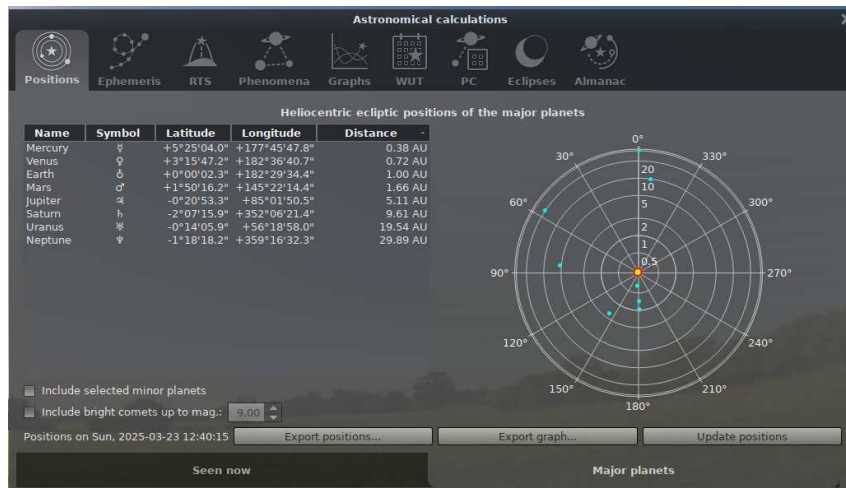 Astronomical calculations
Positions Ephemeris RTS Phenomena Graphs WUT PC Eclipses Almanac
Heliocentric ecliptic positions of the major planets
Name Symbol Latitude Longitude Distance
Mercury ☿ +5°25'04.0" +177°45'47.8" 0.38 AU
Venus ♀ +3°15'47.2" +182°36'40.7" 0.72 AU
Earth ♁ +0°00'02.3" +182°29'34.4" 1.00 AU
Mars ♂ +1°50'16.2" +145°22'14.4" 1.66 AU
Jupiter ♃ -0°20'53.3" +85°01'50.5" 5.11 AU
Saturn ♄ -2°07'15.9" +352°06'21.4" 9.61 AU
Uranus ♅ -0°14'05.9" +56°18'58.0" 19.54 AU
Neptune ♆ -1°18'18.2" +359°16'32.3" 29.89 AU
0°
30° 330°
20
10
60° 5 300°
2
1
0.5
90° 270°
120° 240°
150° 210°
180°
Include selected minor planets
Include bright comets up to mag.: 9,00
Positions on Sun, 2025-03-23 12:40:15 Export positions... Export graph... Update positions
Seen now Major planets